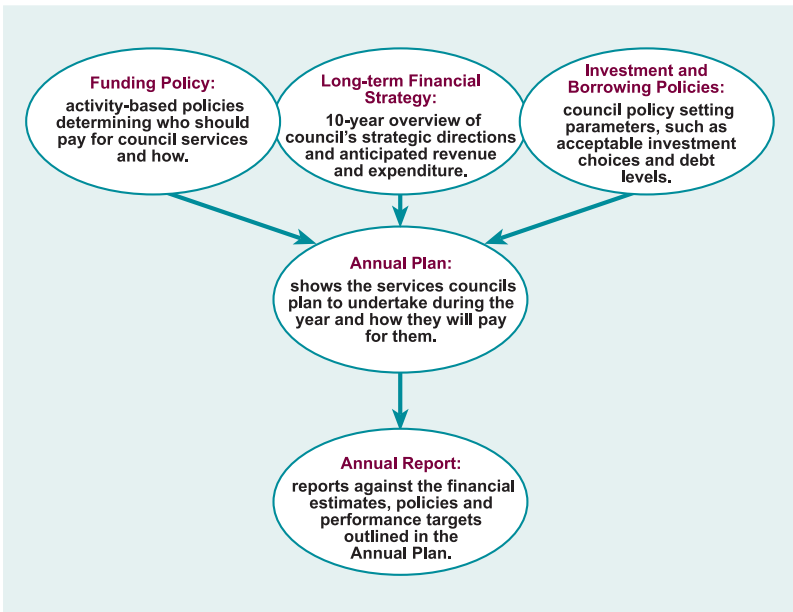 Funding Policy:
activity-based policies
determining who should
pay for council services
and how.
Long-term Financial
Strategy:
10-year overview of
council's strategic directions
and anticipated revenue
and expenditure.
Investment and
Borrowing Policies:
council policy setting
parameters, such as
acceptable investment
choices and debt
levels.
Annual Plan:
shows the services councils
plan to undertake during the
year and how they will pay
for them.
Annual Report:
reports against the financial
estimates, policies and
performance targets
outlined in the
Annual Plan.